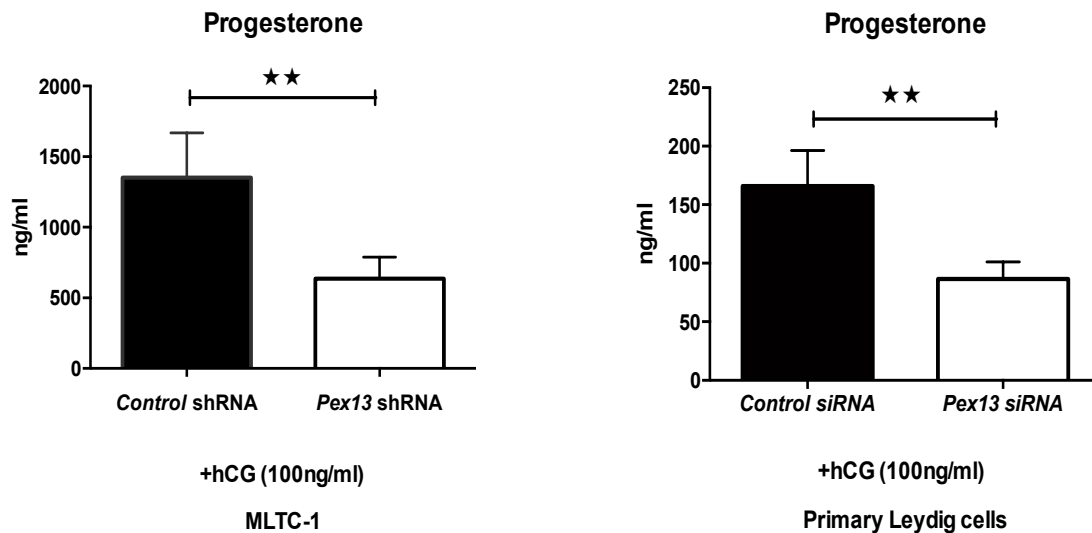 Progesterone
★★
2000
1500
1000
500
0
ng/ml
Control shRNA
Pex13 shRNA
+hCG (100ng/ml)
MLTC-1
Progesterone
★★
250
200
150
100
50
0
ng/ml
Control siRNA
Pex13 siRNA
+hCG (100ng/ml)
Primary Leydig cells